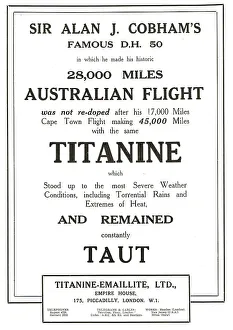 SIR ALAN J. COBHAM'S
FAMOUS D.H. 50
in which he made his historic
28,000 MILES
AUSTRALIAN FLIGHT
was not re-doped after his 17,000 Miles
Cape Town Flight making 45,000 Miles
with the same
TITANINE
which
Stood up to the most Severe Weather
Conditions, including Torrential Rains and
Extremes of Heat,
AND REMAINED
constantly
TAUT
TITANINE-EMAILLITE, LTD.,
EMPIRE HOUSE,
175, PICCADILLY, LONDON. W.1.